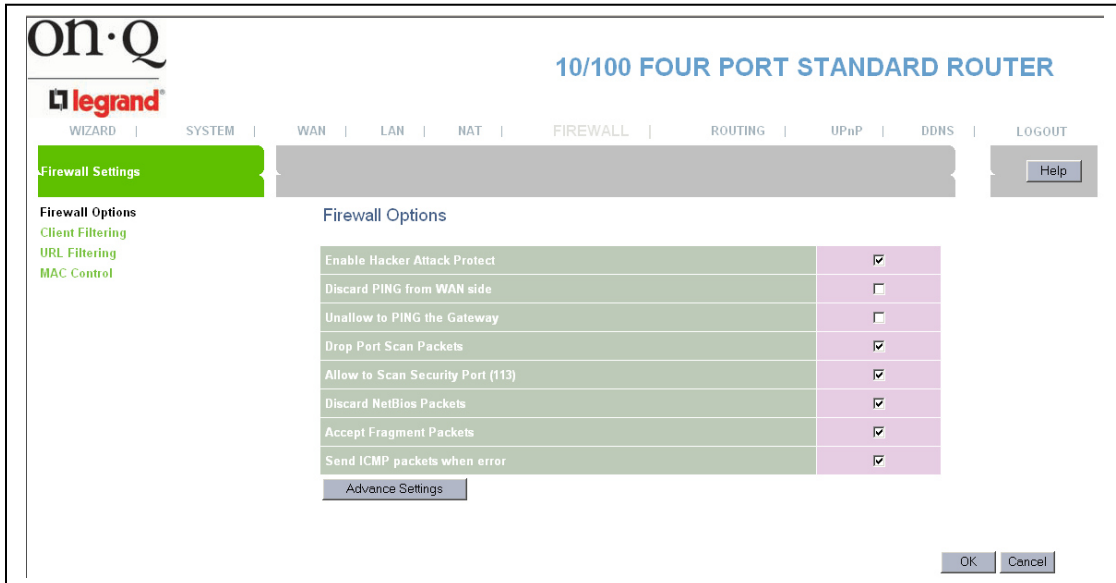 on·Q
legrand®
10/100 FOUR PORT STANDARD ROUTER
WIZARD | SYSTEM | WAN | LAN | NAT | FIREWALL | ROUTING | UPnP | DDNS | LOGOUT
Firewall Settings
Help
Firewall Options
Client Filtering
URL Filtering
MAC Control
Firewall Options
Enable Hacker Attack Protect
Discard PING from WAN side
Unallow to PING the Gateway
Drop Port Scan Packets
Allow to Scan Security Port (113)
Discard NetBios Packets
Accept Fragment Packets
Send ICMP packets when error
Advance Settings
OK Cancel